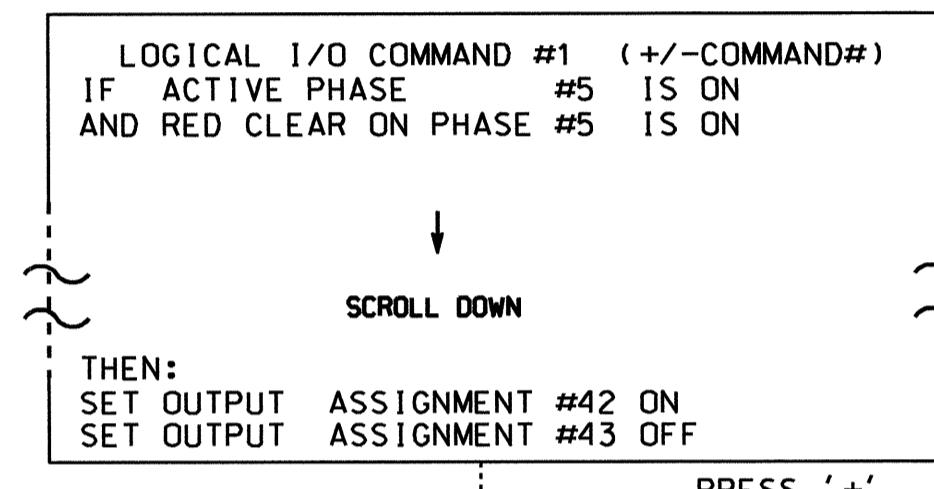 LOGICAL I/O COMMAND #1 (+/-COMMAND#)
IF ACTIVE PHASE #5 IS ON
AND RED CLEAR ON PHASE #5 IS ON
SCROLL DOWN
THEN:
SET OUTPUT ASSIGNMENT #42 ON
SET OUTPUT ASSIGNMENT #43 OFF
PRESS '+'